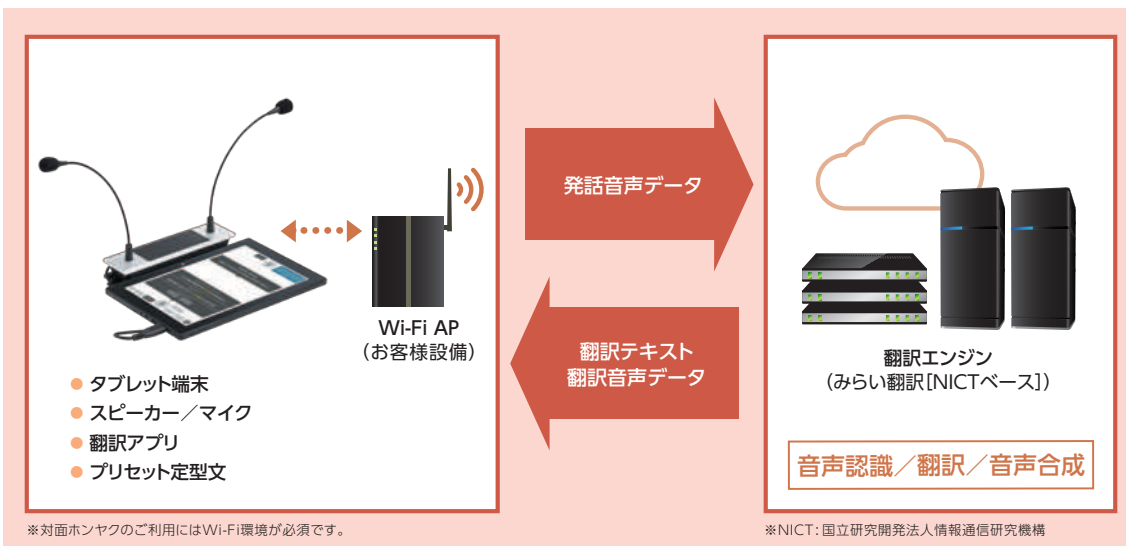 Wi-Fi AP
（お客様設備）
● タブレット端末
● スピーカー／マイク
● 翻訳アプリ
● プリセット定型文
発話音声データ
翻訳テキスト
翻訳音声データ
翻訳エンジン
（みらい翻訳[NICTベース]）
音声認識／翻訳／音声合成
※対面ホンヤクのご利用にはWi-Fi環境が必須です。
※NICT：国立研究開発法人情報通信研究機構